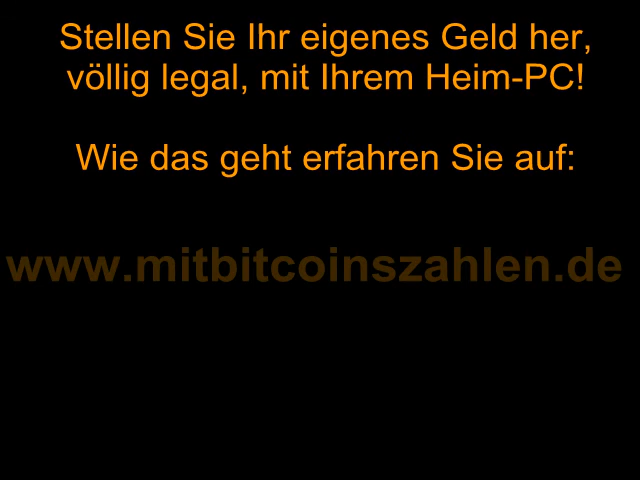 Stellen Sie Ihr eigenes Geld her,
völlig legal, mit Ihrem Heim-PC!
Wie das geht erfahren Sie auf:
www.mitbitcoinszahlen.de